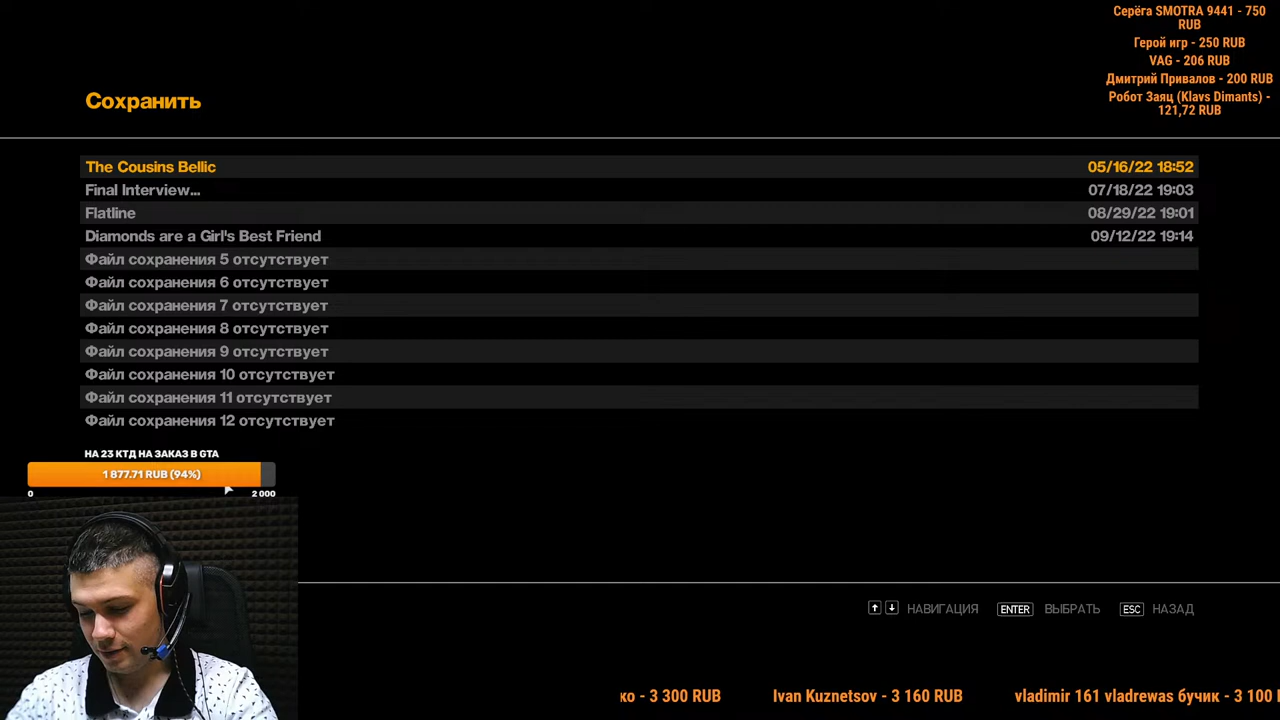 Серёга SMOTRA 9441 - 750
RUB
Герой игр - 250 RUB
VAG - 206 RUB
Дмитрий Привалов - 200 RUB
Робот Заяц (Klavs Dimants) -
121,72 RUB
Сохранить
The Cousins Bellic 05/16/22 18:52
Final Interview... 07/18/22 19:03
Flatline 08/29/22 19:01
Diamonds are a Girl's Best Friend 09/12/22 19:14
Файл сохранения 5 отсутствует
Файл сохранения 6 отсутствует
Файл сохранения 7 отсутствует
Файл сохранения 8 отсутствует
Файл сохранения 9 отсутствует
Файл сохранения 10 отсутствует
Файл сохранения 11 отсутствует
Файл сохранения 12 отсутствует
НА 23 КТД НА ЗАКАЗ В GTA
1 877.71 RUB (94%)
0 2 000
НАВИГАЦИЯ ENTER ВЫБРАТЬ ESC НАЗАД
ко - 3 300 RUB Ivan Kuznetsov - 3 160 RUB vladimir 161 vladrewas бучик - 3 100